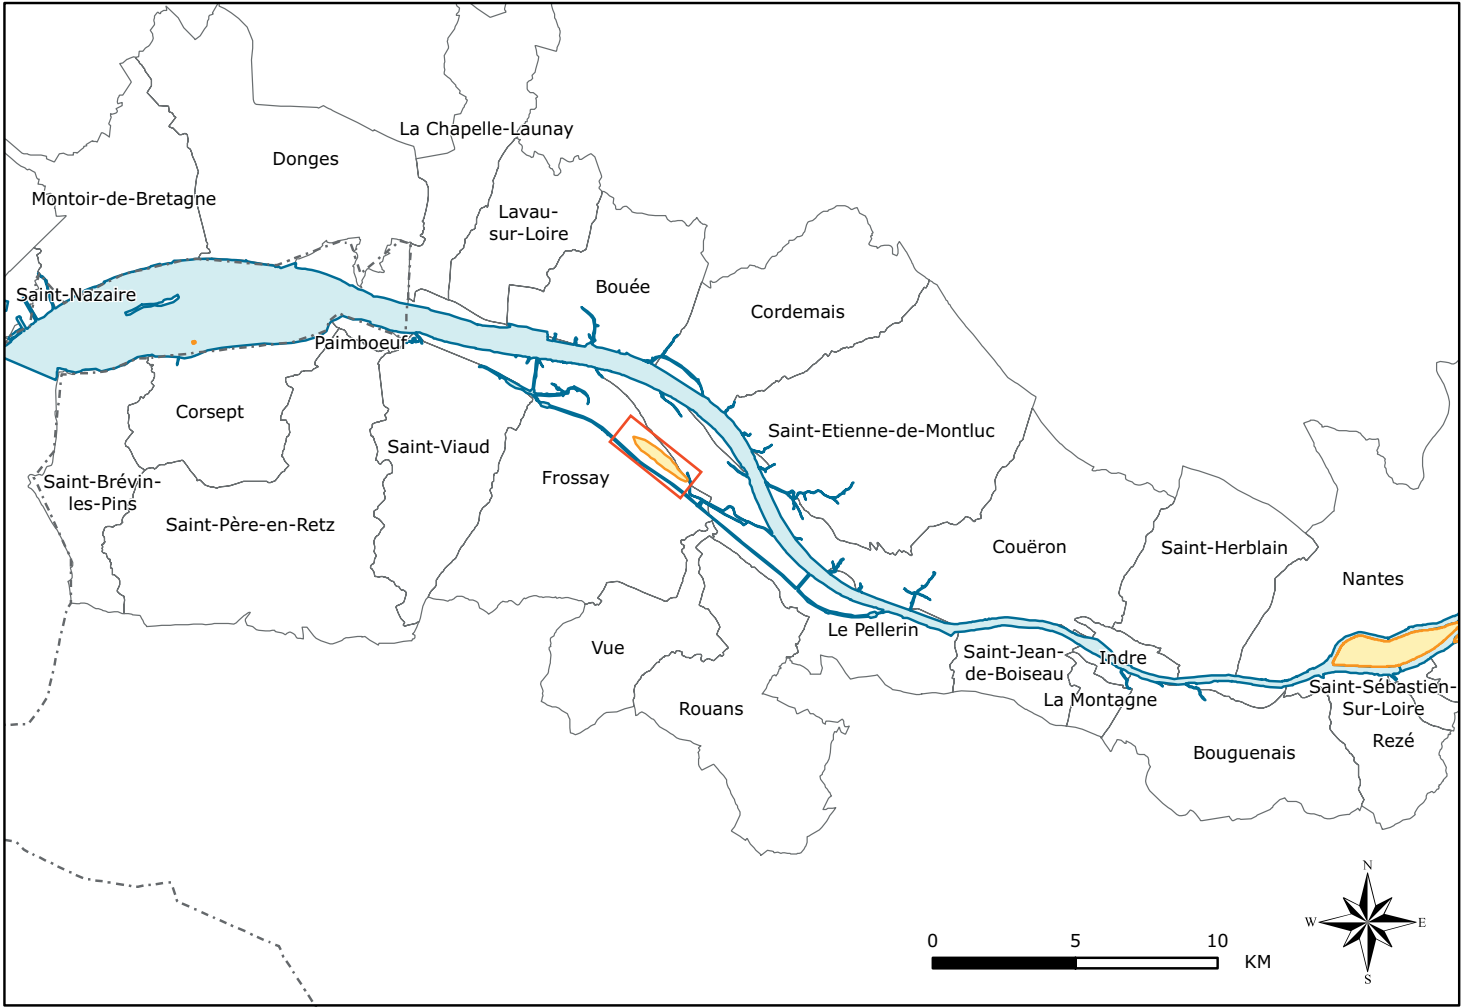 La Chapelle-Launay
Donges
Montoir-de-Bretagne
Lavau-
sur-Loire
Bouée
Saint-Nazaire
Cordemais
Paimboeuf
Corsept
Saint-Etienne-de-Montluc
Saint-Viaud
Frossay
Saint-Brévin-
les-Pins
Saint-Père-en-Retz
Couëron
Saint-Herblain
Nantes
Le Pellerin
Vue
Saint-Jean-
de-Boiseau
Indre
La Montagne
Saint-Sébastien-
Sur-Loire
Rouans
Rezé
Bouguenais
N
W
E
S
0 5 10
KM